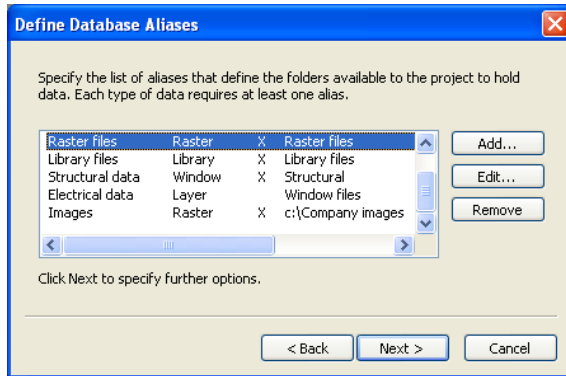 Define Database Aliases
Specify the list of aliases that define the folders available to the project to hold
data. Each type of data requires at least one alias.
Raster files Raster X Raster files
Library files Library X Library files
Structural data Window X Structural
Electrical data Layer Window files
Images Raster X c:\Company images
Add...
Edit...
Remove
Click Next to specify further options.
< Back Next > Cancel